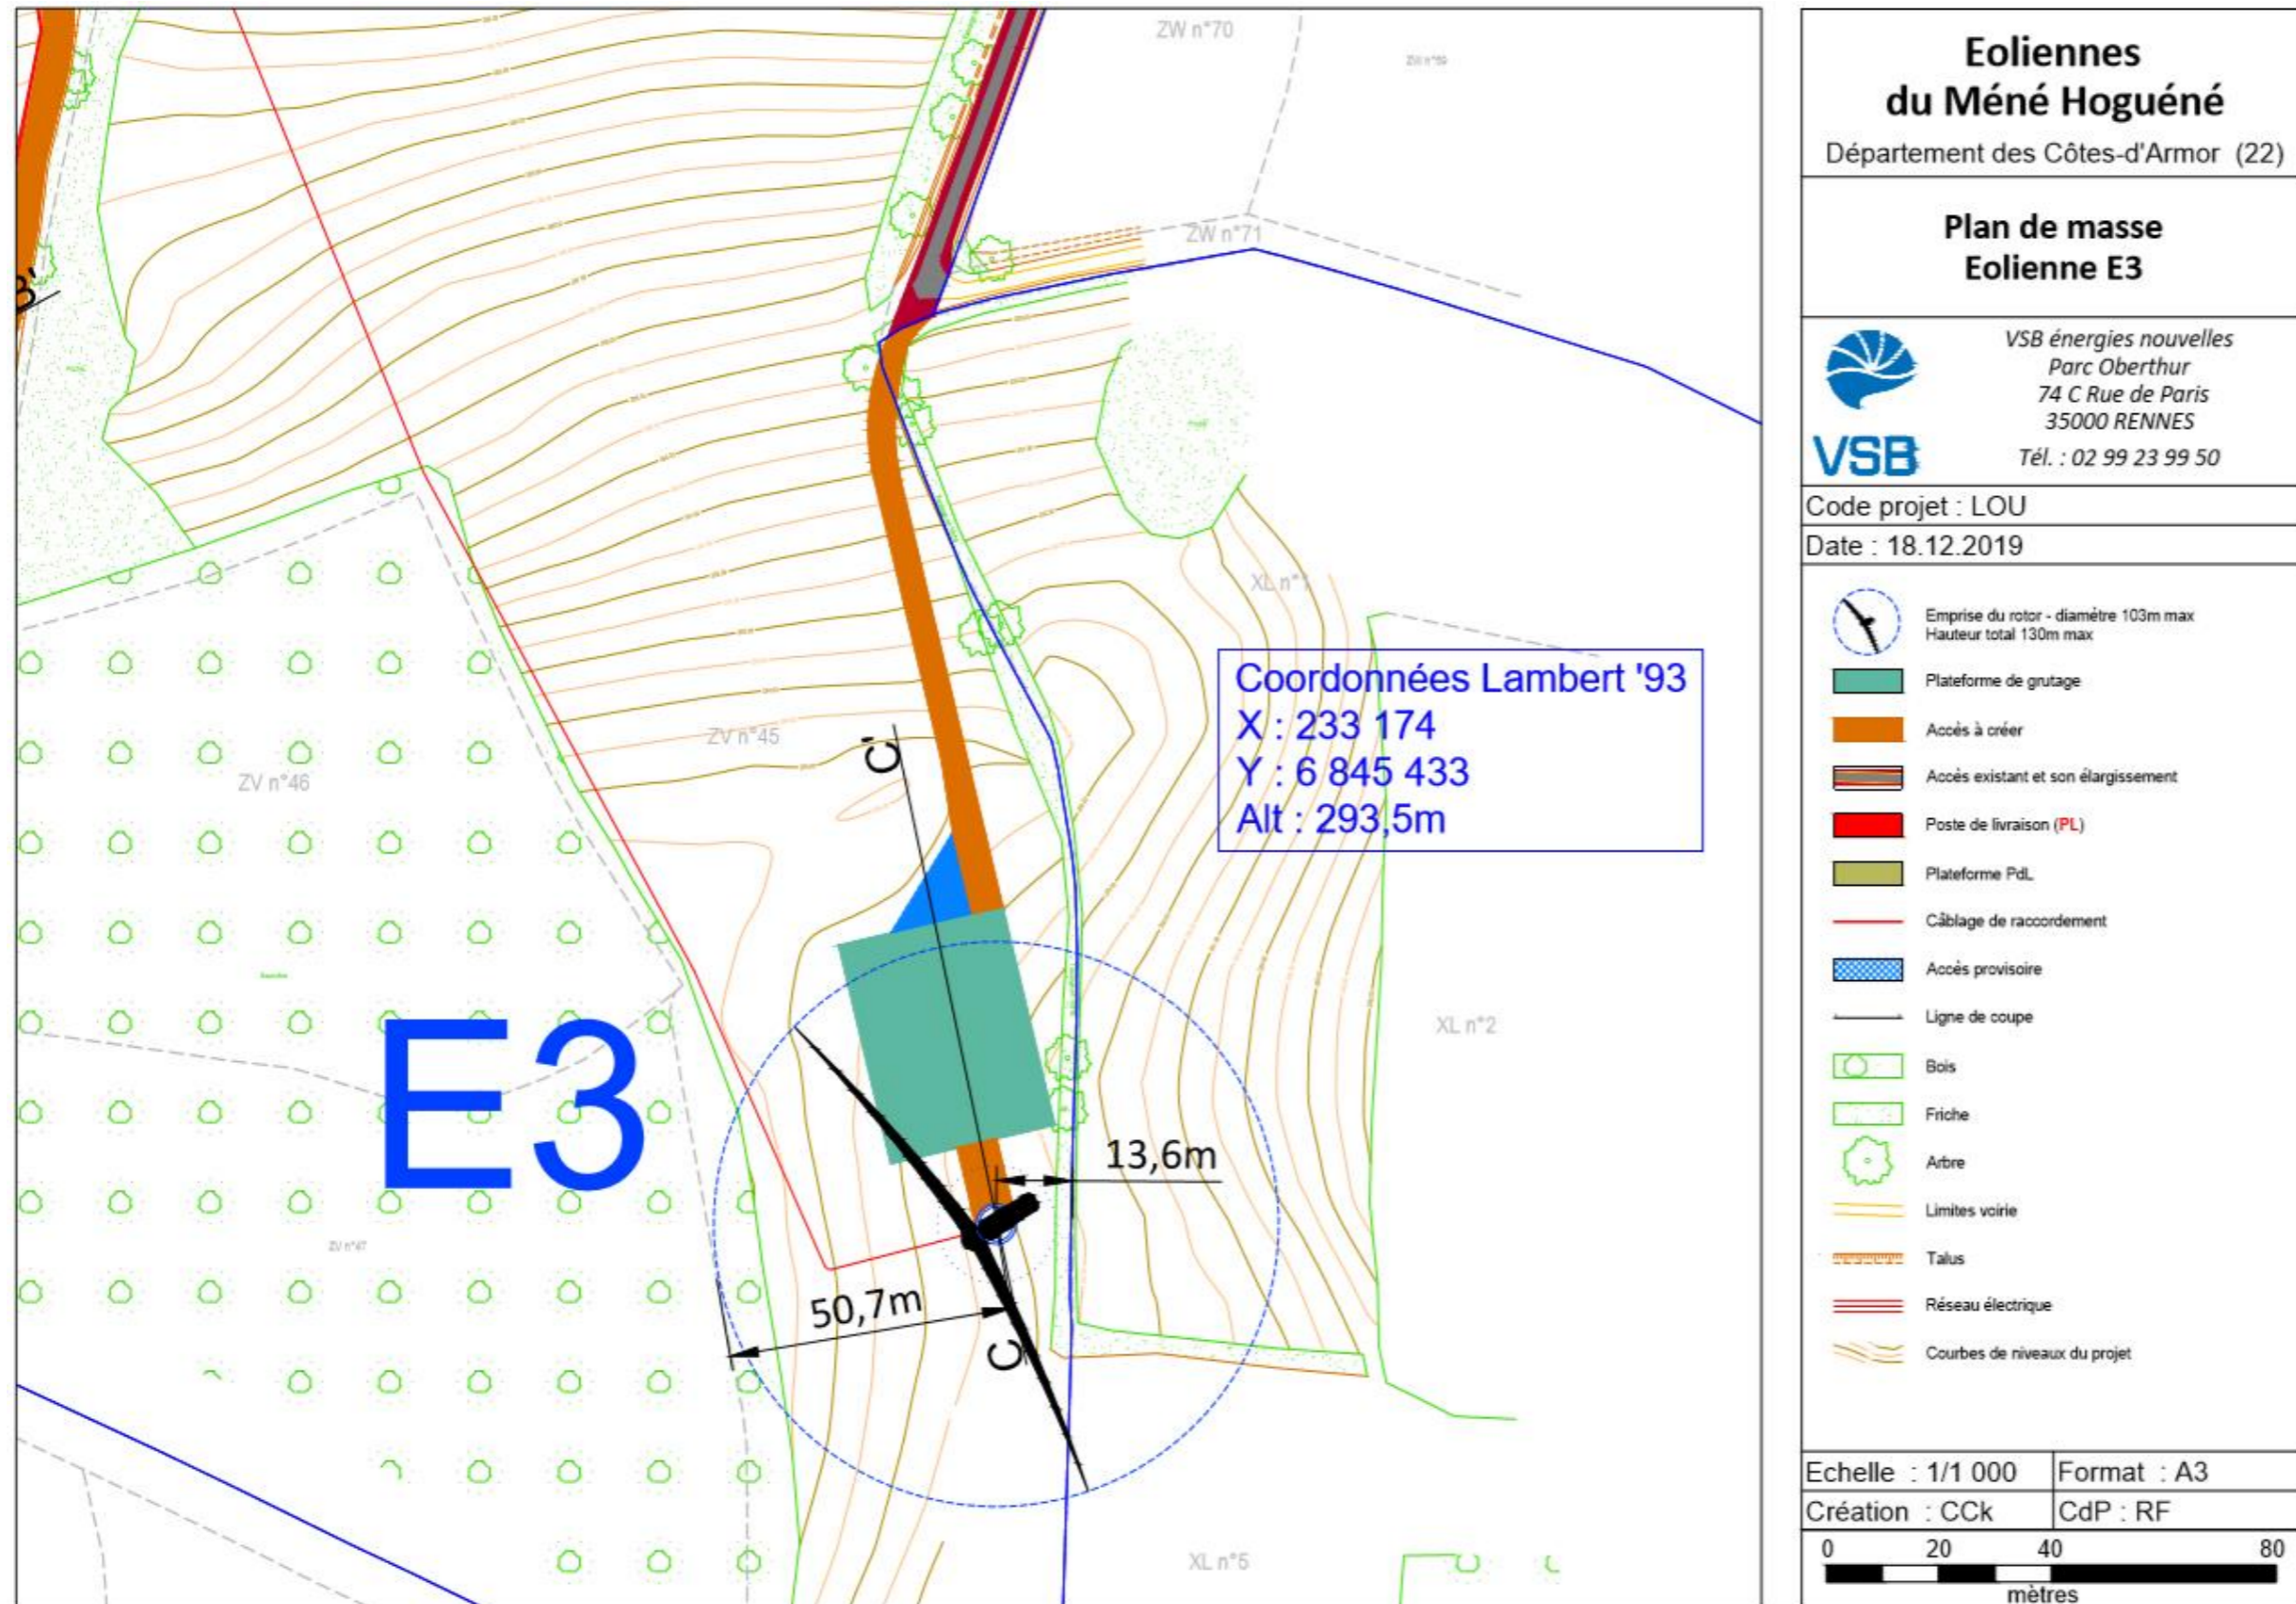 B'
ZW n°70
ZW n°69
ZW n°71
XL n°1
Coordonnées Lambert '93
X : 233 174
Y : 6 845 433
Alt : 293,5m
ZV n°45
C'
ZV n°46
XL n°2
E3
13,6m
ZV n°47
50,7m
C
XL n°5
Eoliennes
du Méné Hoguéné
Département des Côtes-d'Armor (22)
Plan de masse
Eolienne E3
VSB énergies nouvelles
Parc Oberthur
74 C Rue de Paris
35000 RENNES
Tél. : 02 99 23 99 50
VSB
Code projet : LOU
Date : 18.12.2019
Emprise du rotor - diamètre 103m max
Hauteur total 130m max
Plateforme de grutage
Accès à créer
Accès existant et son élargissement
Poste de livraison (PL)
Plateforme PdL
Câblage de raccordement
Accès provisoire
Ligne de coupe
Bois
Friche
Arbre
Limites voirie
Talus
Réseau électrique
Courbes de niveaux du projet
Echelle : 1/1 000
Format : A3
Création : CCk
CdP : RF
0 20 40 80
mètres